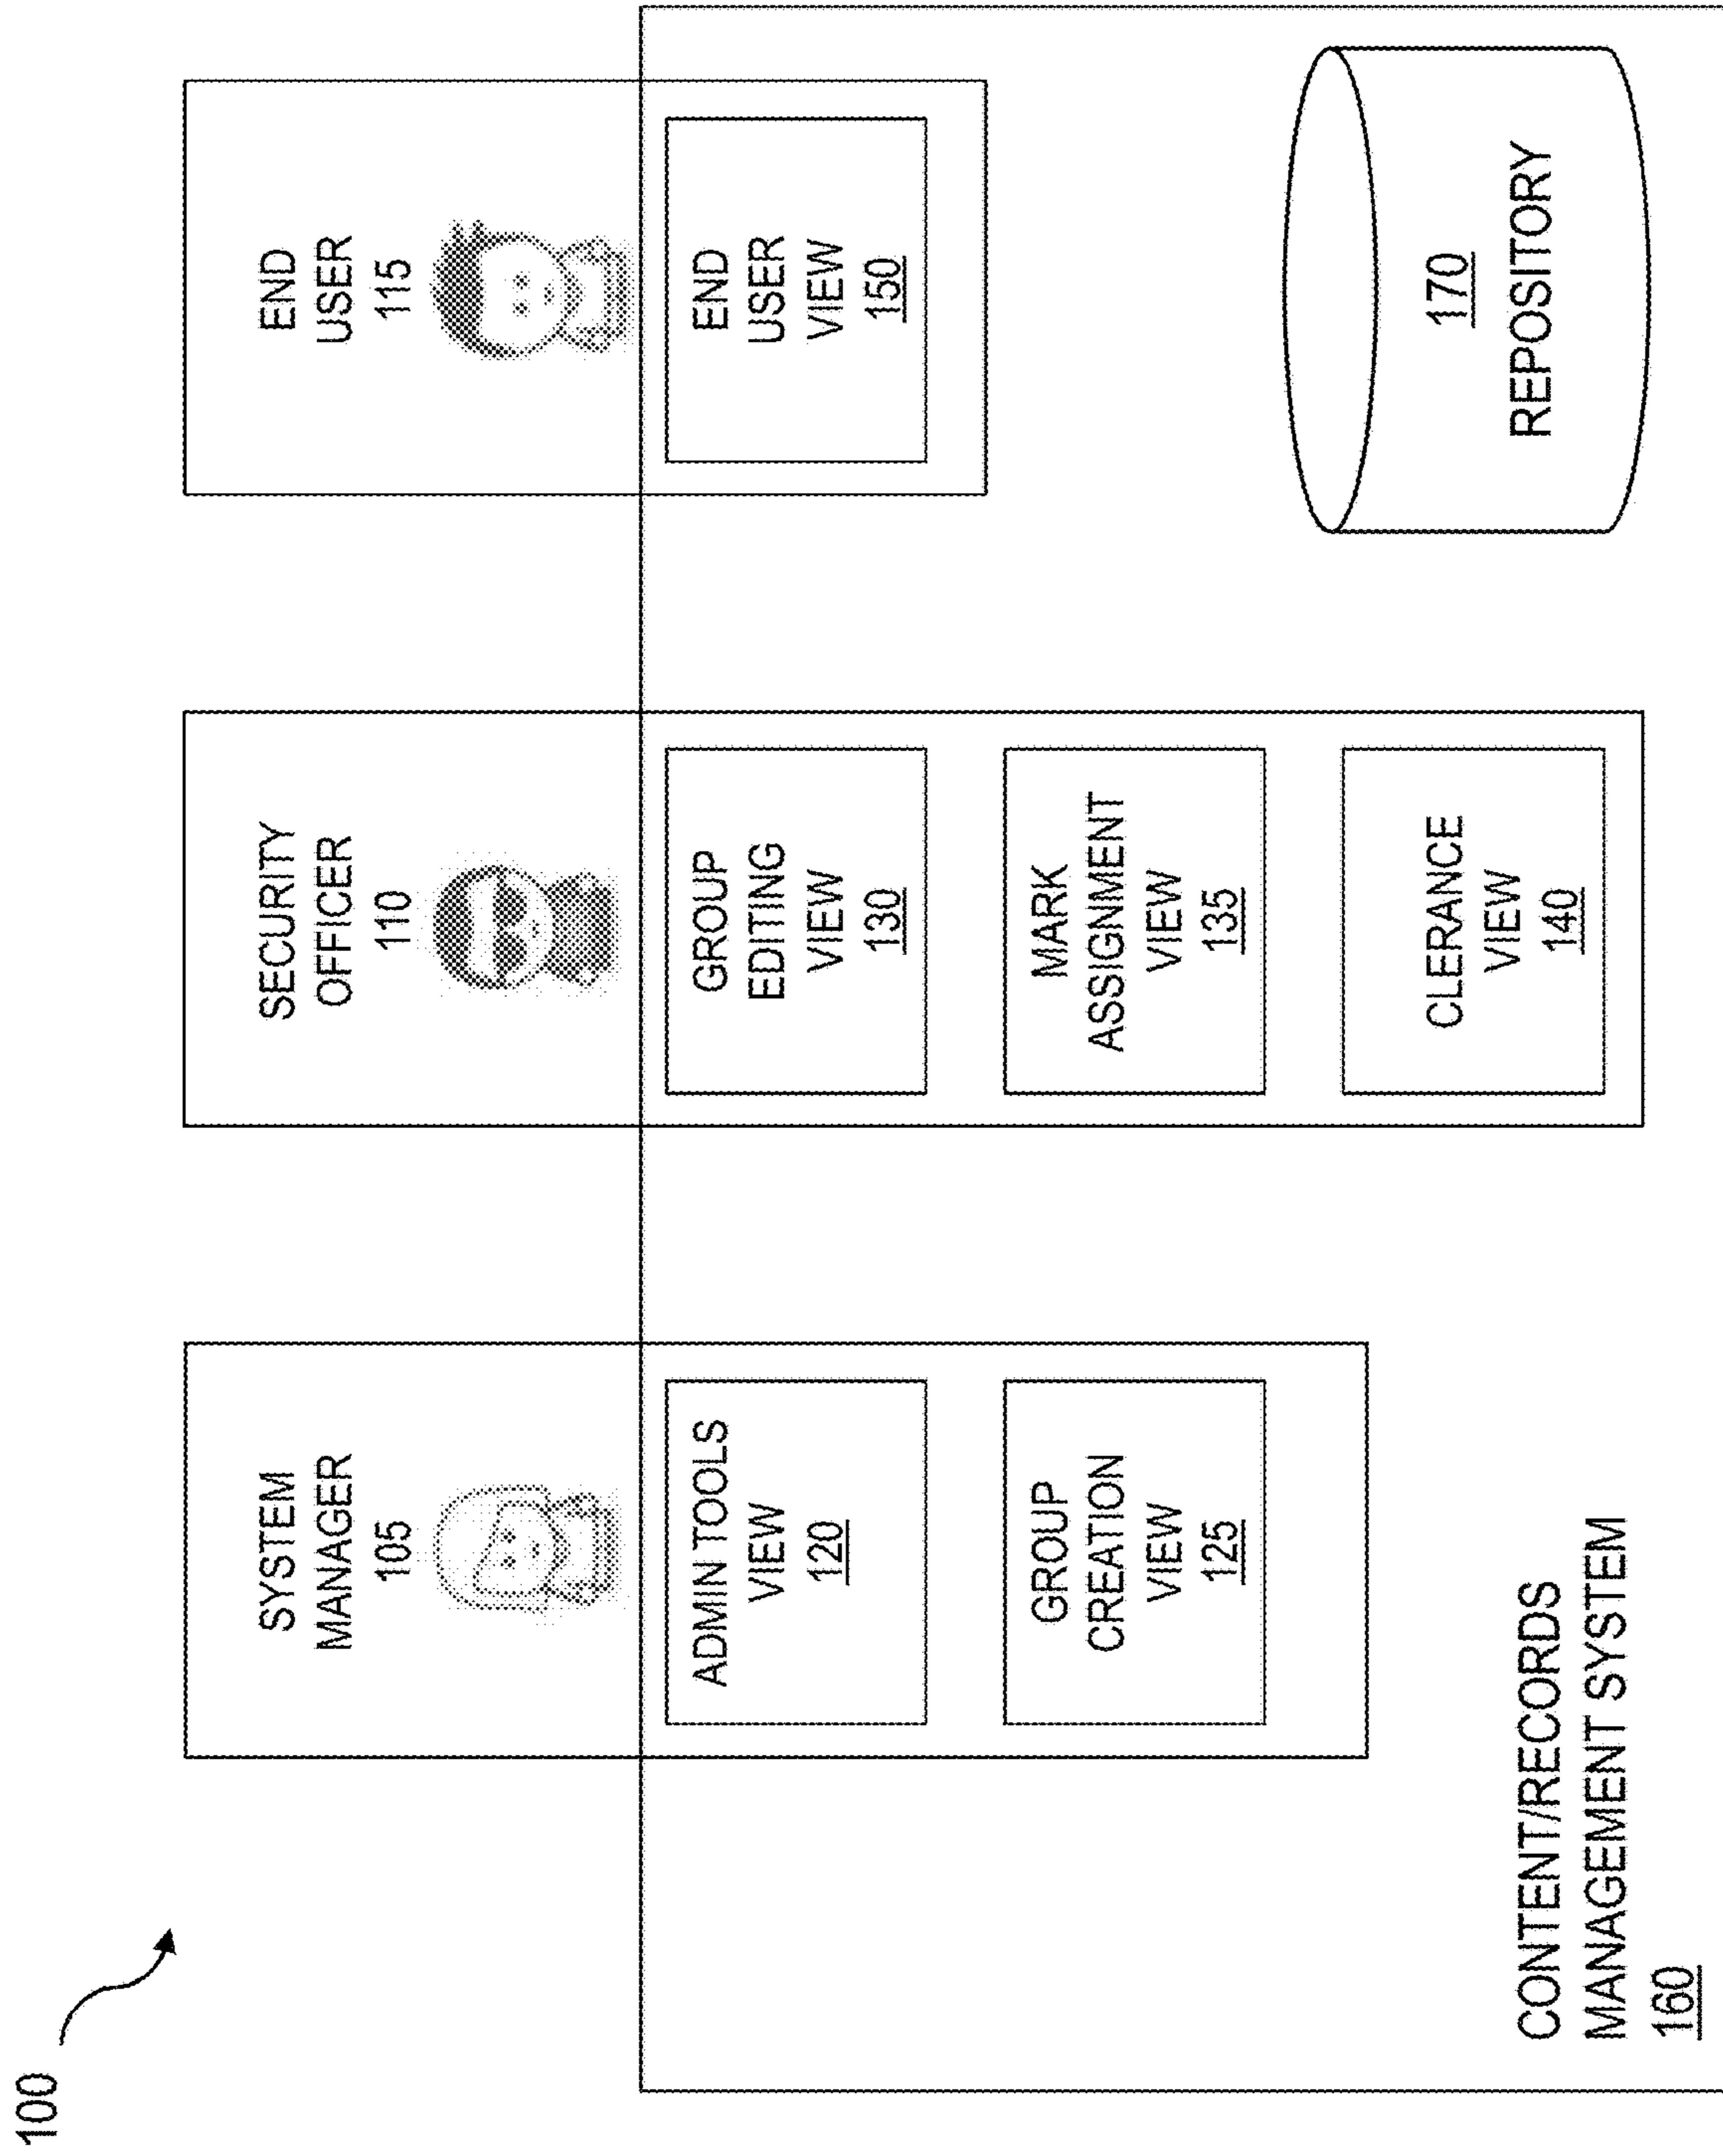 100
SYSTEM
MANAGER
105
ADMIN TOOLS
VIEW
120
GROUP
CREATION
VIEW
125
SECURITY
OFFICER
110
GROUP
EDITING
VIEW
130
MARK
ASSIGNMENT
VIEW
135
CLERANCE
VIEW
140
END
USER
115
END
USER
VIEW
150
170
REPOSITORY
CONTENT/RECORDS
MANAGEMENT SYSTEM
160